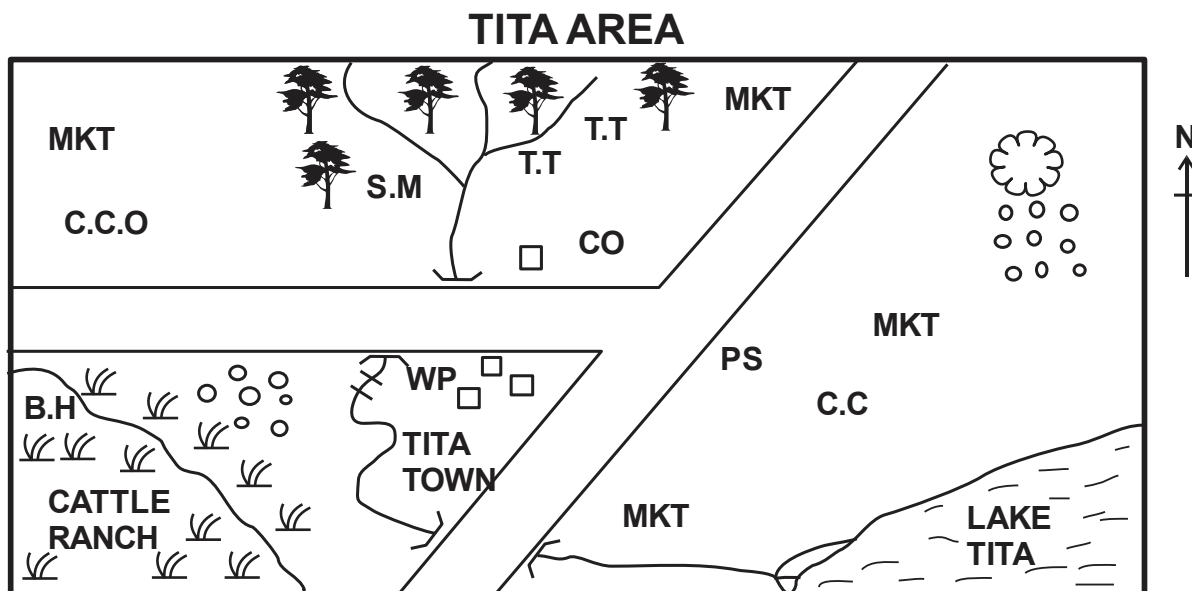 TITA AREA
MKT
MKT
T.T
T.T
S.M
C.C.O
CO
N
MKT
PS
WP
C.C
B.H
TITA
TOWN
CATTLE
RANCH
MKT
LAKE
TITA